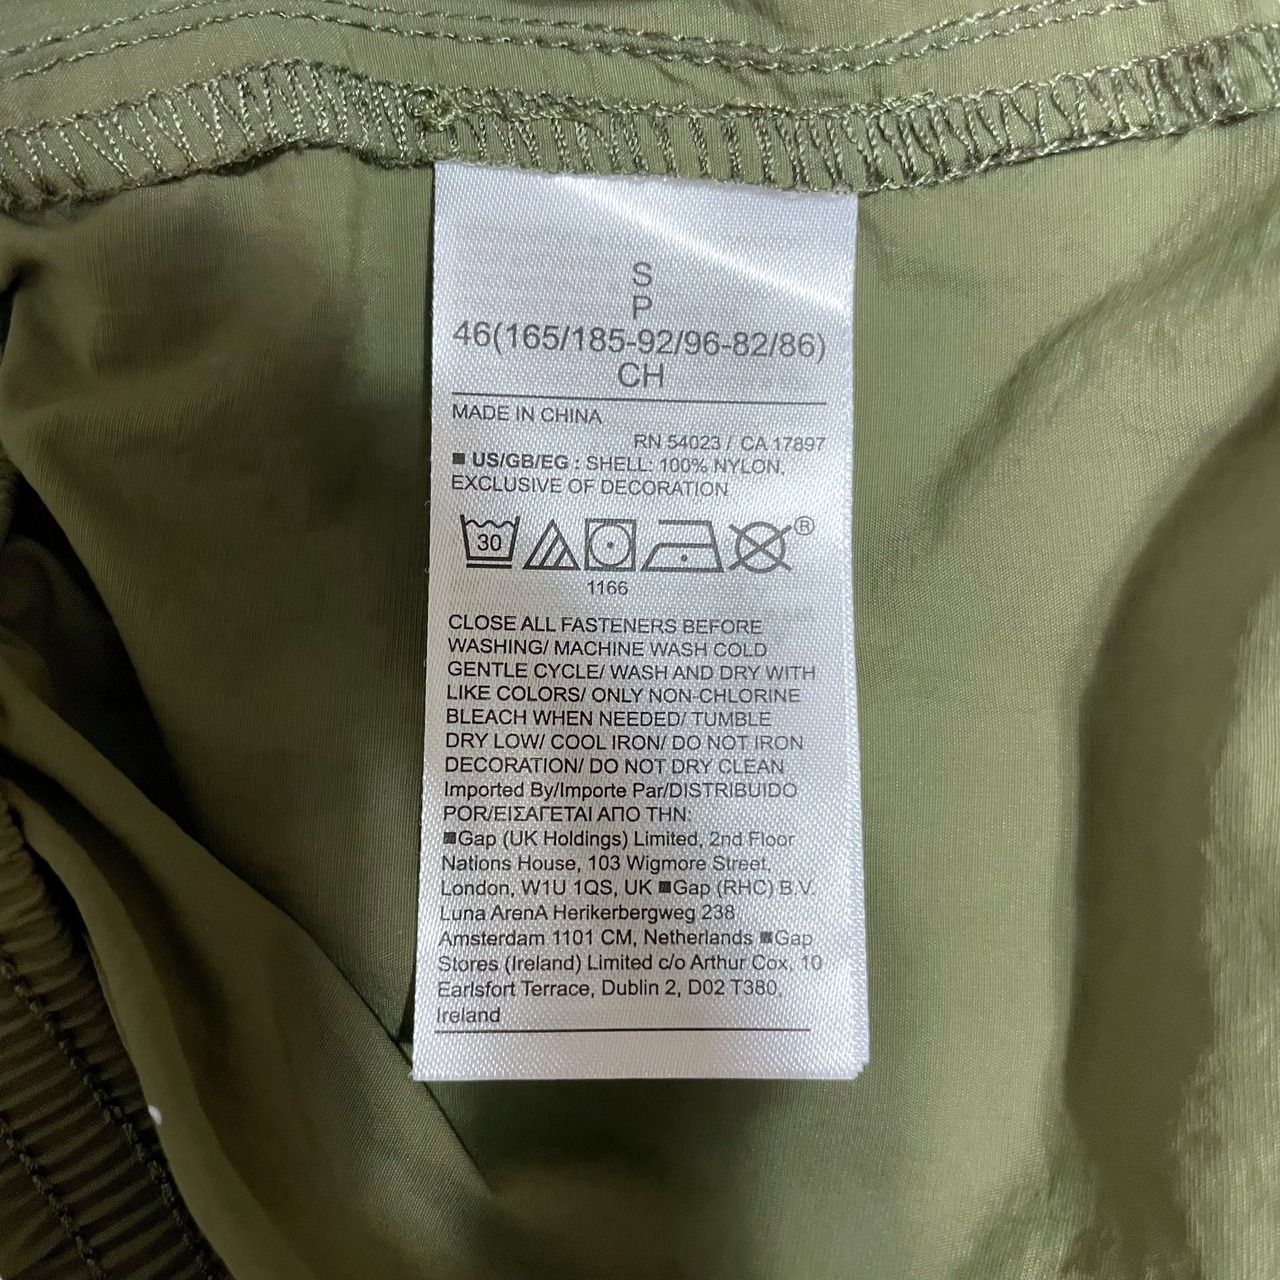 S
P
46(165/185-92/96-82/86)
CH
MADE IN CHINA
RN 54023 / CA 17897
■ US/GB/EG : SHELL: 100% NYLON,
EXCLUSIVE OF DECORATION
30
®
1166
CLOSE ALL FASTENERS BEFORE
WASHING/ MACHINE WASH COLD
GENTLE CYCLE/ WASH AND DRY WITH
LIKE COLORS/ ONLY NON-CHLORINE
BLEACH WHEN NEEDED/ TUMBLE
DRY LOW/ COOL IRON/ DO NOT IRON
DECORATION/ DO NOT DRY CLEAN
Imported By/Importe Par/DISTRIBUIDO
POR/ΕΙΣΑΓΕΤΑΙ ΑΠΟ ΤΗΝ:
■Gap (UK Holdings) Limited, 2nd Floor
Nations House, 103 Wigmore Street,
London, W1U 1QS, UK ■Gap (RHC) B.V.
Luna ArenA Herikerbergweg 238
Amsterdam 1101 CM, Netherlands ■Gap
Stores (Ireland) Limited c/o Arthur Cox, 10
Earlsfort Terrace, Dublin 2, D02 T380,
Ireland